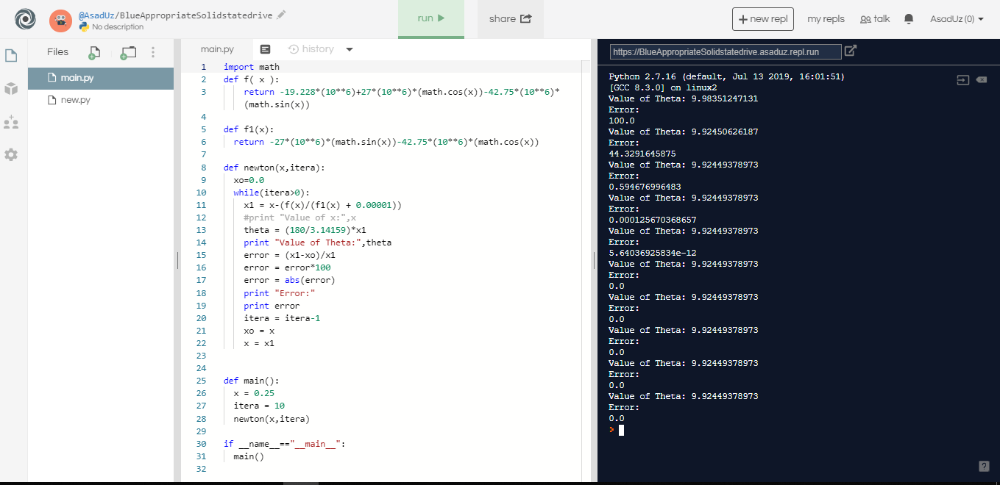 @AsadUz/BlueAppropriateSolidstatedrive
No description
run
share
+ new repl
my repls
talk
AsadUz (0)
Files
main.py
new.py
main.py
history
1 import math
2 def f( x ):
3 return -19.228*(10**6)+27*(10**6)*(math.cos(x))-42.75*(10**6)*
(math.sin(x))
4
5 def f1(x):
6 return -27*(10**6)*(math.sin(x))-42.75*(10**6)*(math.cos(x))
7
8 def newton(x,itera):
9 xo=0.0
10 while(itera>0):
11 x1 = x-(f(x)/(f1(x) + 0.00001))
12 #print "Value of x:",x
13 theta = (180/3.14159)*x1
14 print "Value of Theta:",theta
15 error = (x1-xo)/x1
16 error = error*100
17 error = abs(error)
18 print "Error:"
19 print error
20 itera = itera-1
21 xo = x
22 x = x1
23
24
25 def main():
26 x = 0.25
27 itera = 10
28 newton(x,itera)
29
30 if __name__=="__main__":
31 main()
32
https://BlueAppropriateSolidstatedrive.asaduz.repl.run
Python 2.7.16 (default, Jul 13 2019, 16:01:51)
[GCC 8.3.0] on linux2
Value of Theta: 9.98351247131
Error:
100.0
Value of Theta: 9.92450626187
Error:
44.3291645875
Value of Theta: 9.92449378973
Error:
0.594676996483
Value of Theta: 9.92449378973
Error:
0.000125670368657
Value of Theta: 9.92449378973
Error:
5.64036925834e-12
Value of Theta: 9.92449378973
Error:
0.0
Value of Theta: 9.92449378973
Error:
0.0
Value of Theta: 9.92449378973
Error:
0.0
Value of Theta: 9.92449378973
Error:
0.0
Value of Theta: 9.92449378973
Error:
0.0
>
?